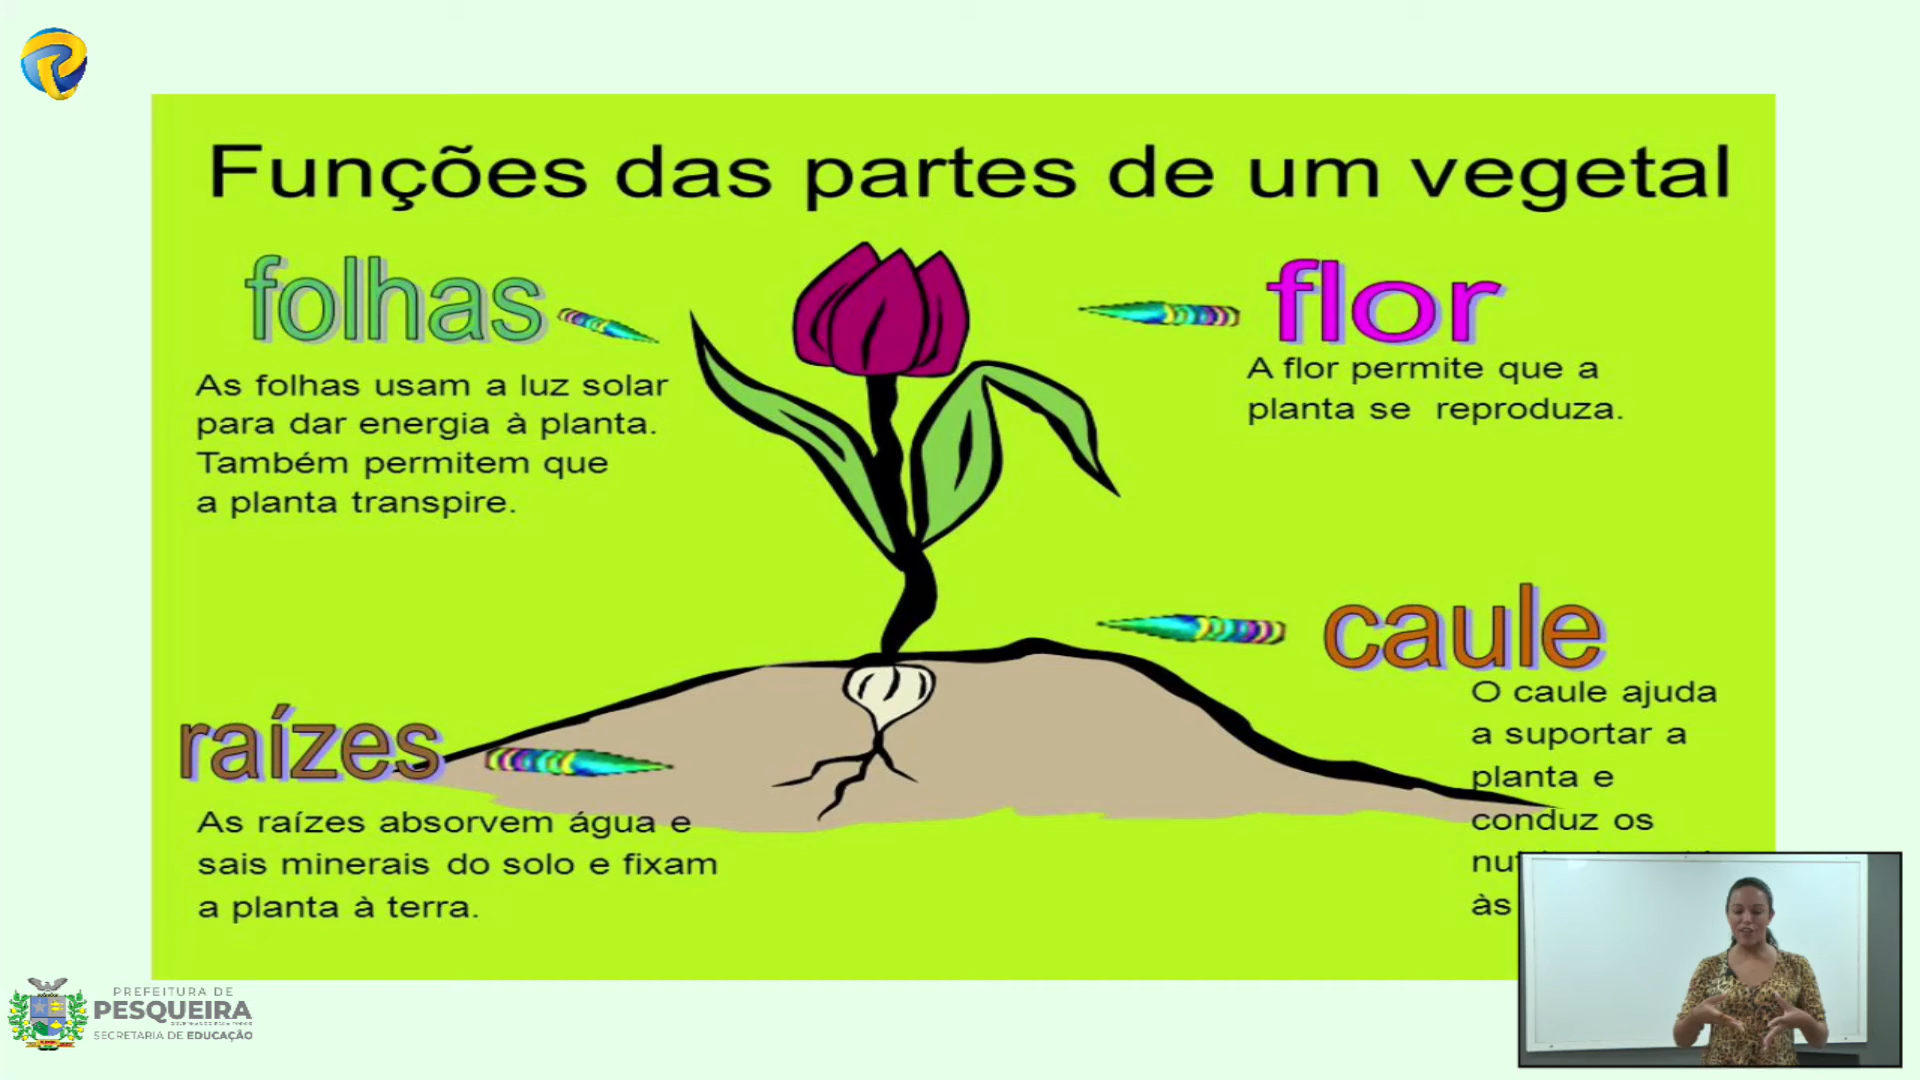 Funções das partes de um vegetal
folhas
As folhas usam a luz solar
para dar energia à planta.
Também permitem que
a planta transpire.
flor
A flor permite que a
planta se reproduza.
caule
O caule ajuda
a suportar a
planta e
conduz os
às
raízes
As raízes absorvem água e
sais minerais do solo e fixam
a planta à terra.
PREFEITURA DE
PESQUEIRA
SECRETARIA DE EDUCAÇÃO